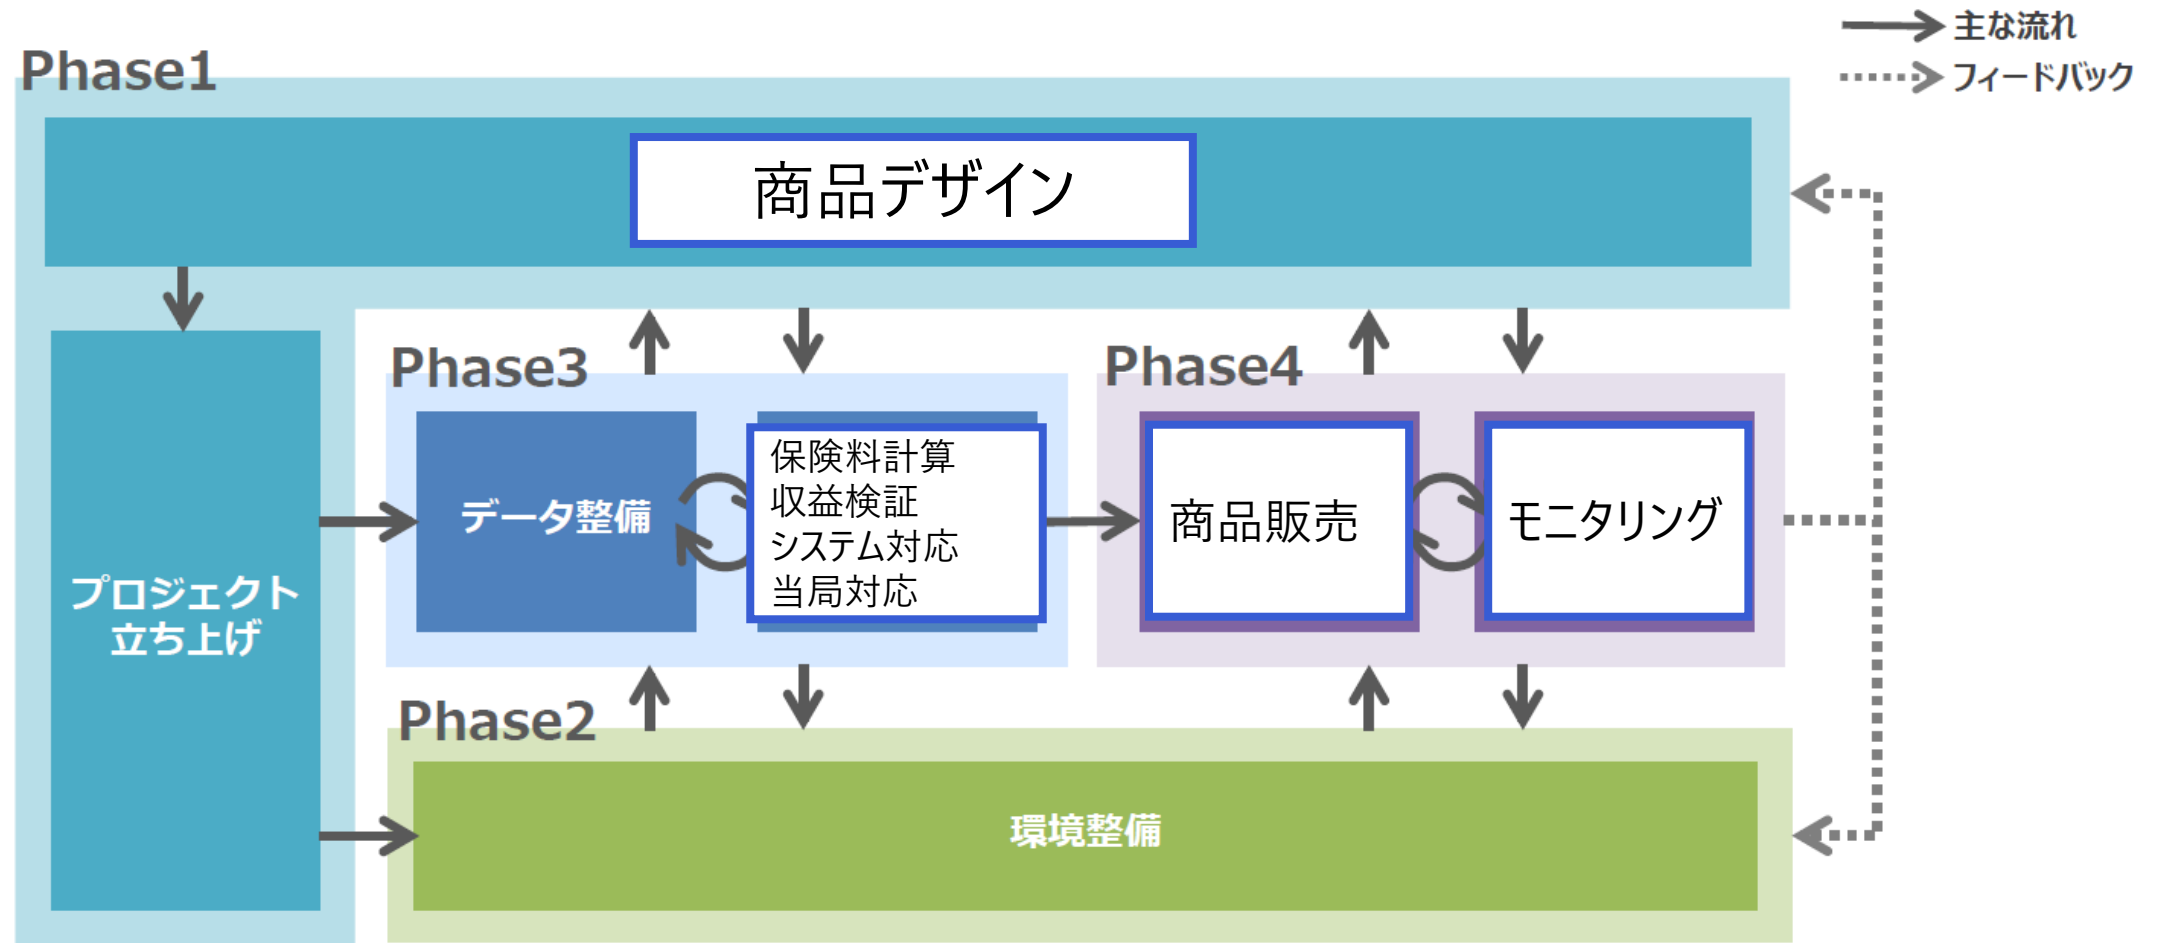 主な流れ
フィードバック
Phase1
商品デザイン
プロジェクト
立ち上げ
Phase3
データ整備
保険料計算
収益検証
システム対応
当局対応
Phase4
商品販売
モニタリング
Phase2
環境整備